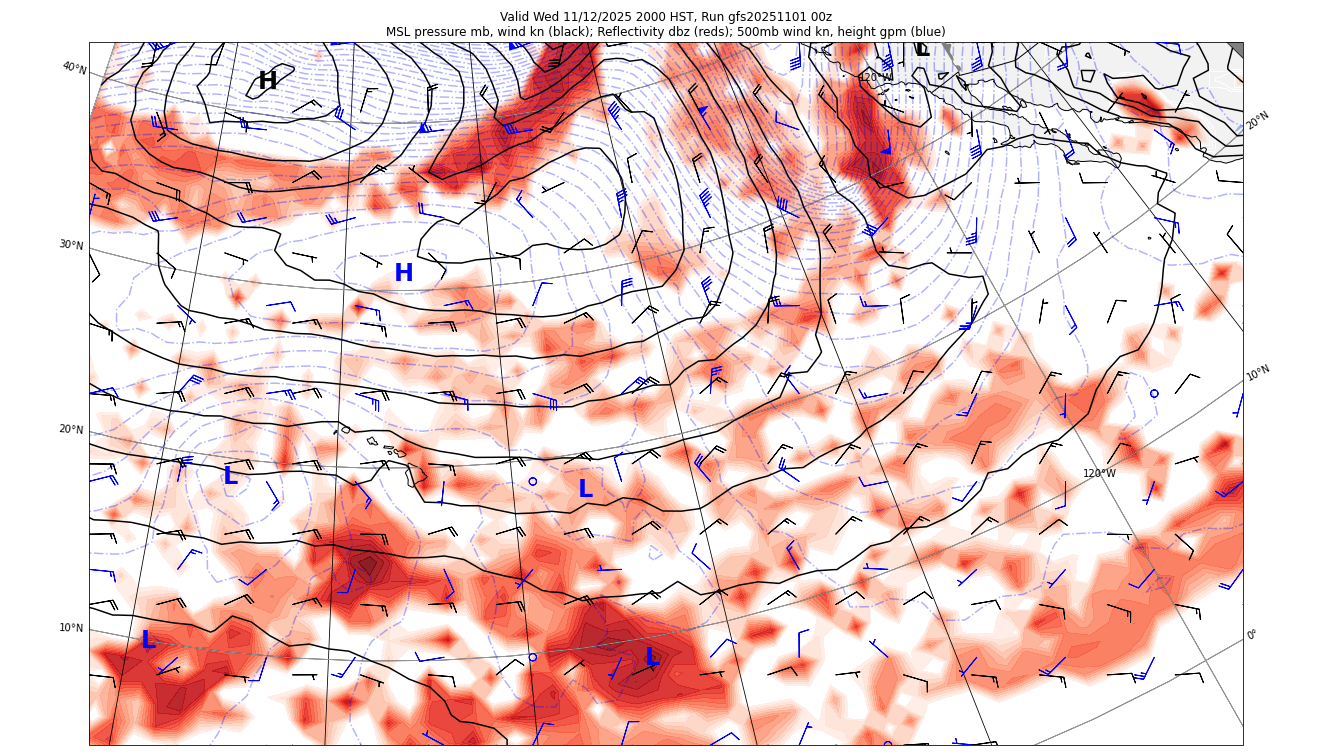 Valid Wed 11/12/2025 2000 HST, Run gfs20251101 00z
MSL pressure mb, wind kn (black); Reflectivity dbz (reds); 500mb wind kn, height gpm (blue)
L
40°N
H
120°W
20°N
30°N
H
10°N
20°N
L
L
120°W
10°N
L
L
0°